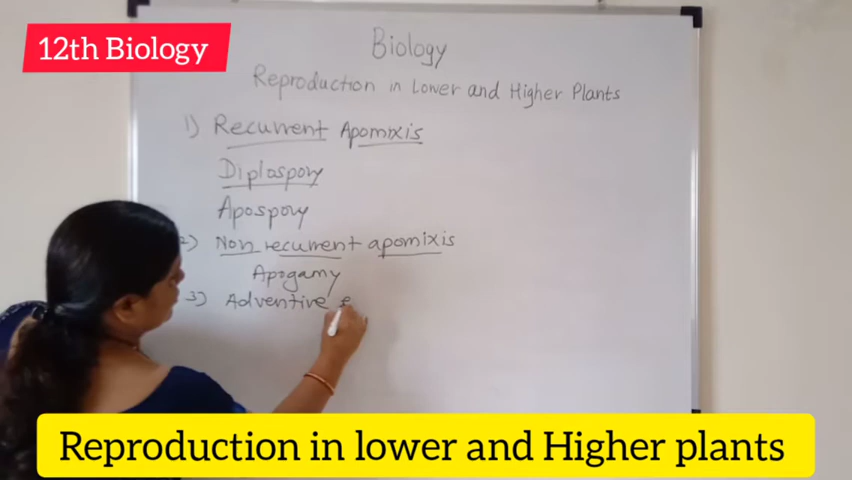 12th Biology
Biology
Reproduction in Lower and Higher Plants
1) Recurrent Apomixis
Diplospory
Apospory
2) Non recurrent apomixis
Apogamy
3) Adventive e
Reproduction in lower and Higher plants